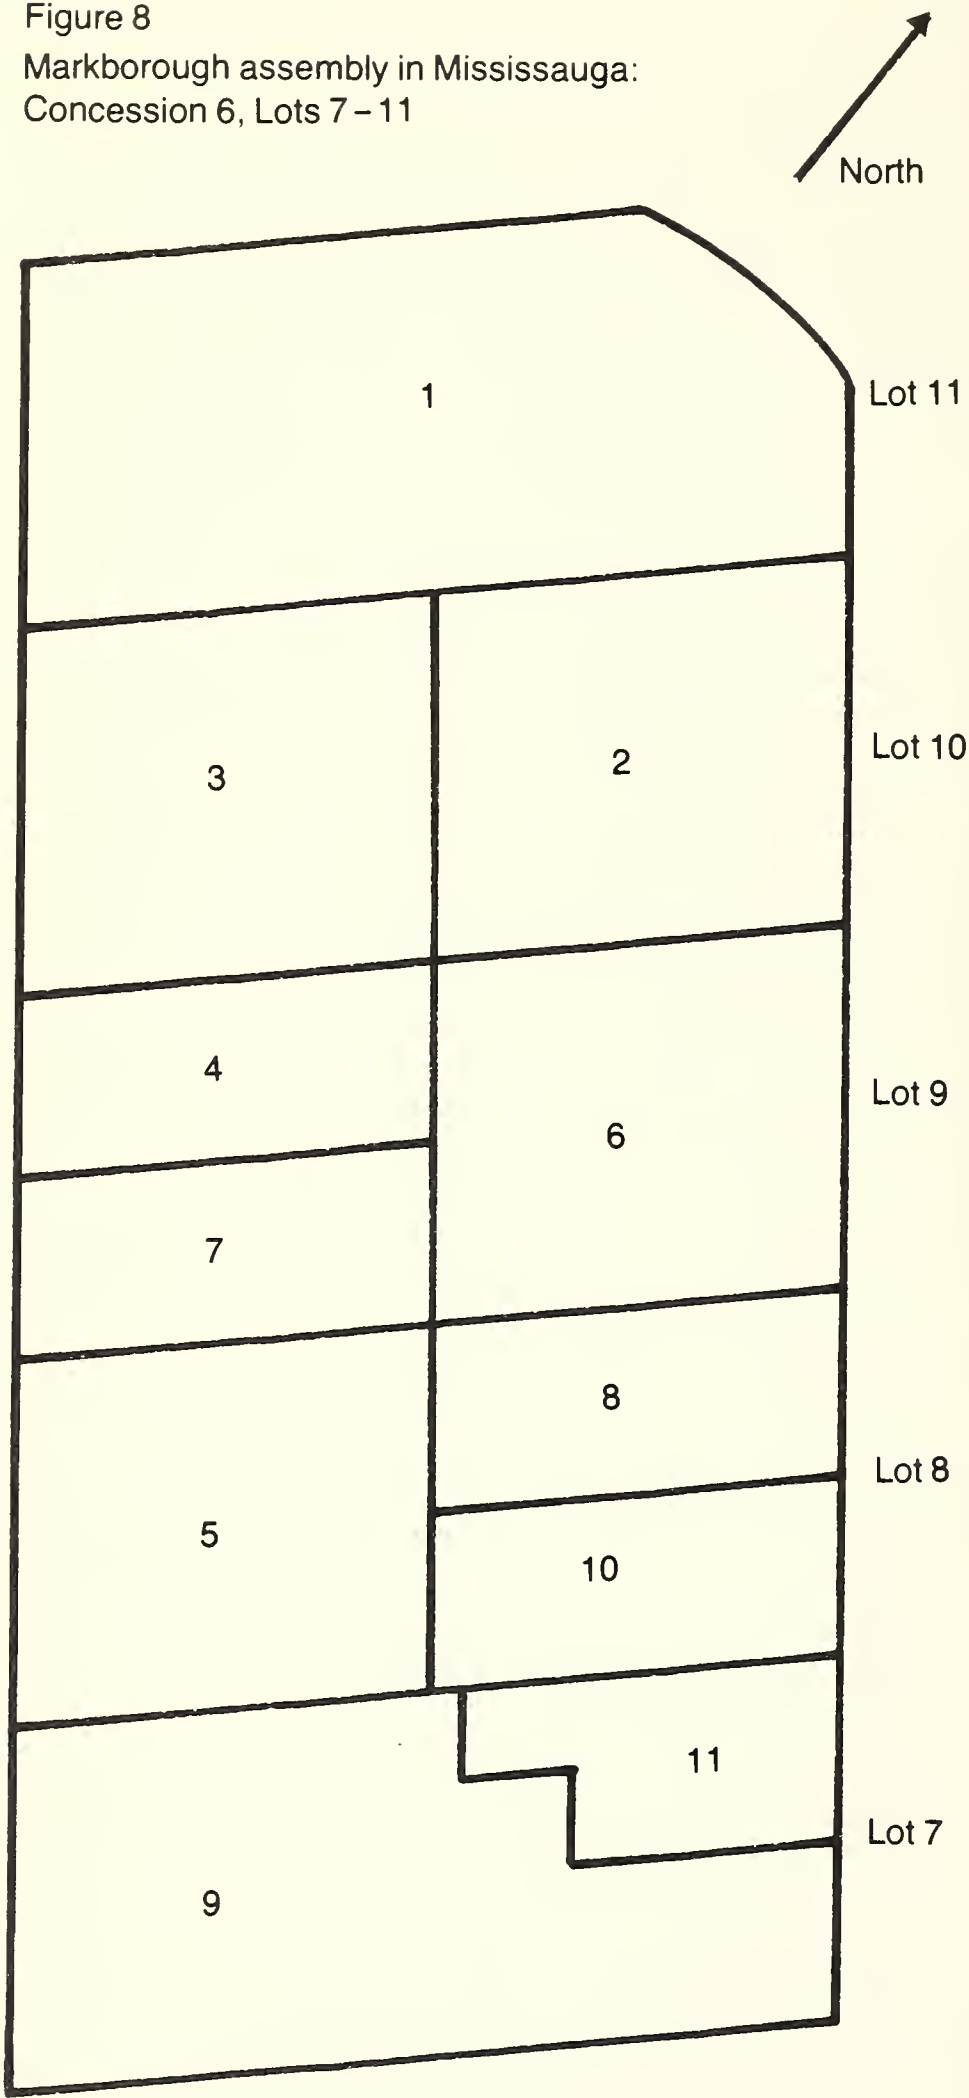 Figure 8
Markborough assembly in Mississauga:
Concession 6, Lots 7–11
North
1
Lot 11
3
2
Lot 10
4
6
Lot 9
7
8
Lot 8
5
10
11
Lot 7
9